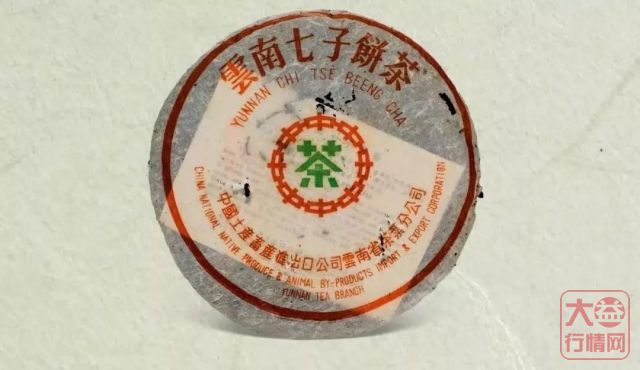 雲南七子餅茶
YUNNAN CHI TSE BEENG CHA
茶
中國土產畜產進出口公司雲南省茶葉分公司
CHINA NATIONAL NATIVE PRODUCE & ANIMAL BY-PRODUCTS IMPORT & EXPORT CORPORATION
YUNNAN TEA BRANCH
大益
行情网